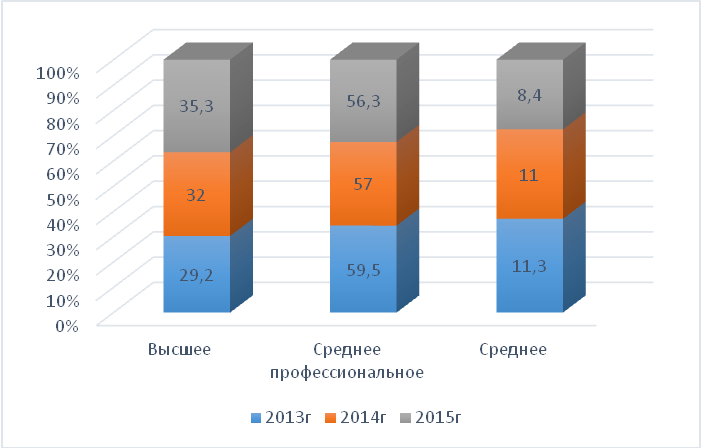 100%
90%
80%
70%
60%
50%
40%
30%
20%
10%
0%
35,3
56,3
8,4
32
57
11
29,2
59,5
11,3
Высшее
Среднее
профессиональное
Среднее
2013г
2014г
2015г